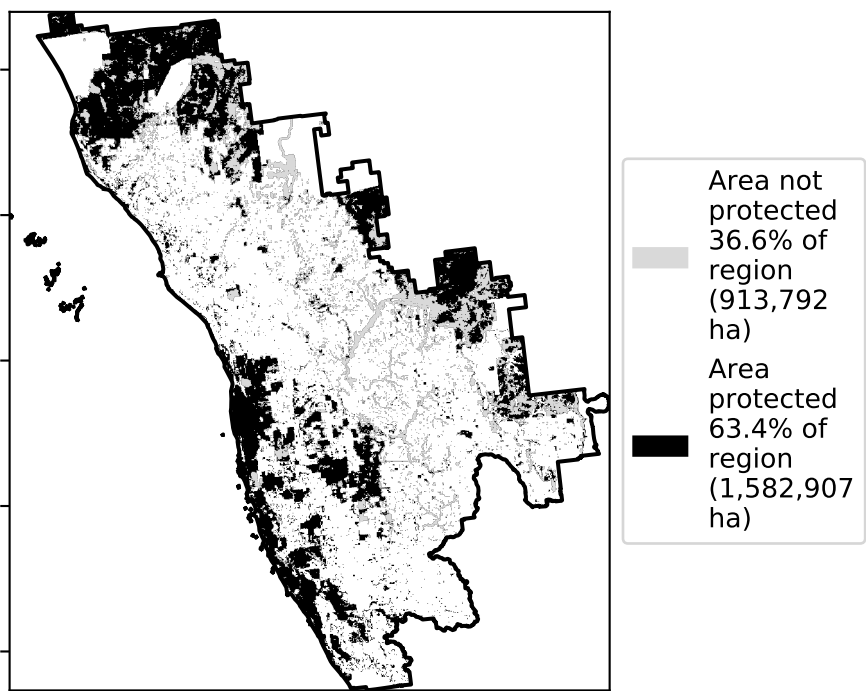 Area not
protected
36.6% of
region
(913,792
ha)
Area
protected
63.4% of
region
(1,582,907
ha)